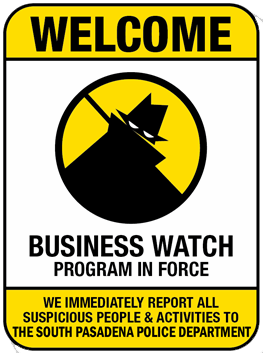 WELCOME
BUSINESS WATCH
PROGRAM IN FORCE
WE IMMEDIATELY REPORT ALL
SUSPICIOUS PEOPLE & ACTIVITIES TO
THE SOUTH PASADENA POLICE DEPARTMENT